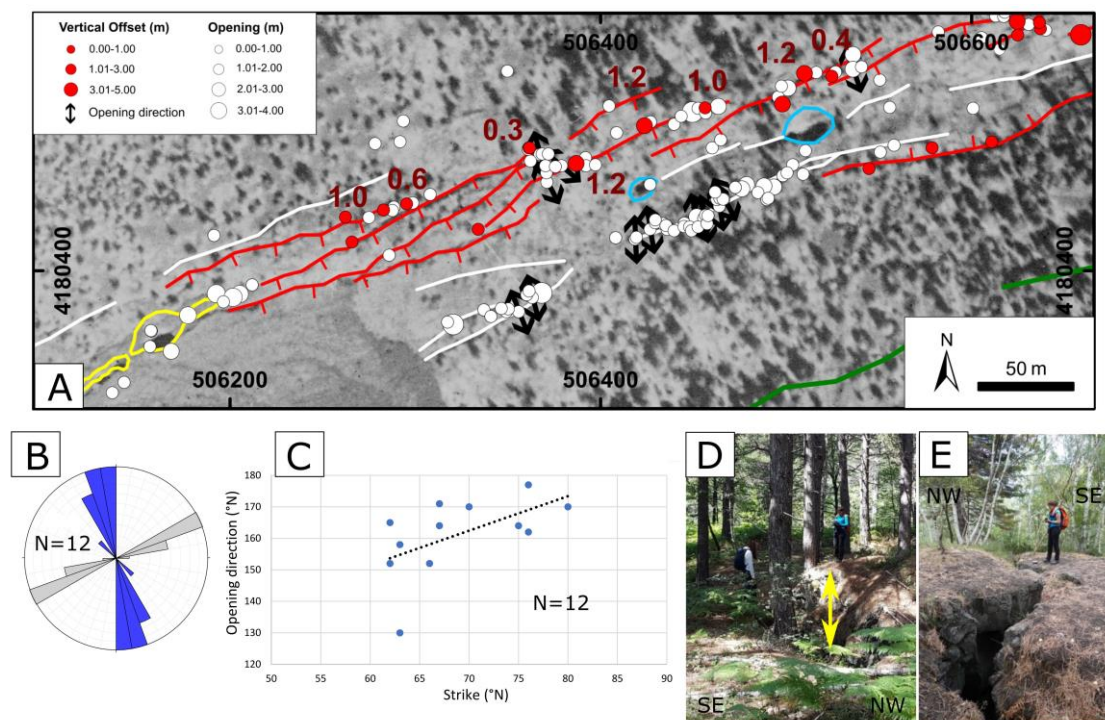 Vertical Offset (m) Opening (m)
0.00-1.00 0.00-1.00
1.01-3.00 1.01-2.00
3.01-5.00 2.01-3.00
Opening direction 3.01-4.00
506400
506600
1.2
1.0
1.2
0.4
0.3
1.2
1.0
0.6
4180400
4180400
506200
506400
A
N
50 m
B
N=12
C
Opening direction (°N)
180
170
160
150
140
130
120
50 55 60 65 70 75 80 85 90
Strike (°N)
N=12
D
SE
NW
E
NW
SE